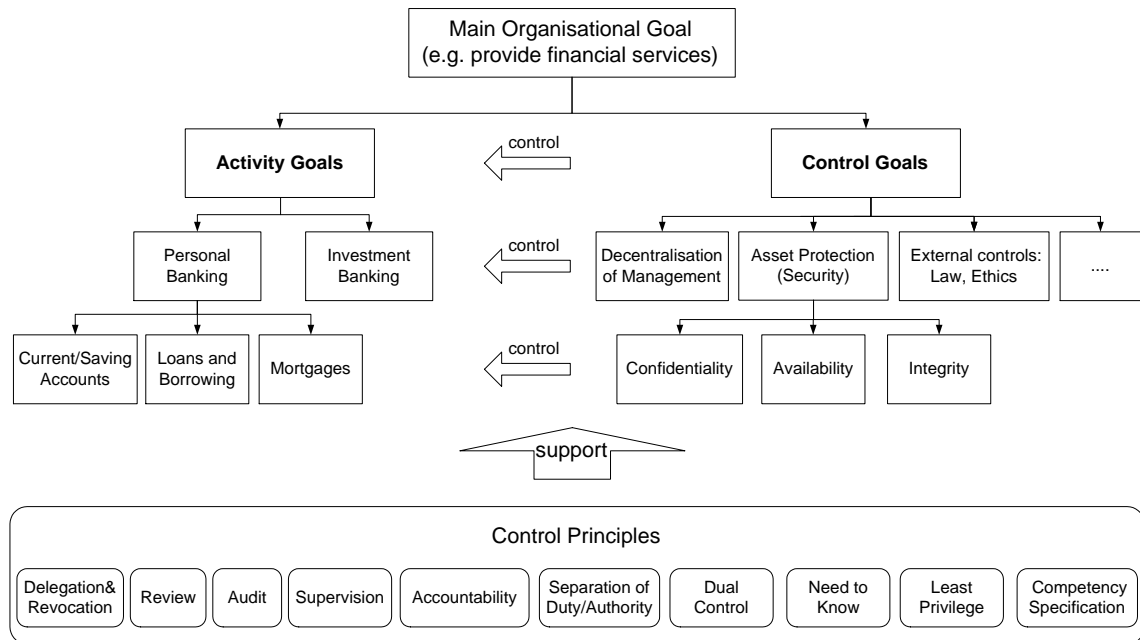 Main Organisational Goal
(e.g. provide financial services)
Activity Goals
control
Control Goals
Personal
Banking
Investment
Banking
control
Decentralisation
of Management
Asset Protection
(Security)
External controls:
Law, Ethics
....
Current/Saving
Accounts
Loans and
Borrowing
Mortgages
control
Confidentiality
Availability
Integrity
support
Control Principles
Delegation&
Revocation
Review
Audit
Supervision
Accountability
Separation of
Duty/Authority
Dual
Control
Need to
Know
Least
Privilege
Competency
Specification